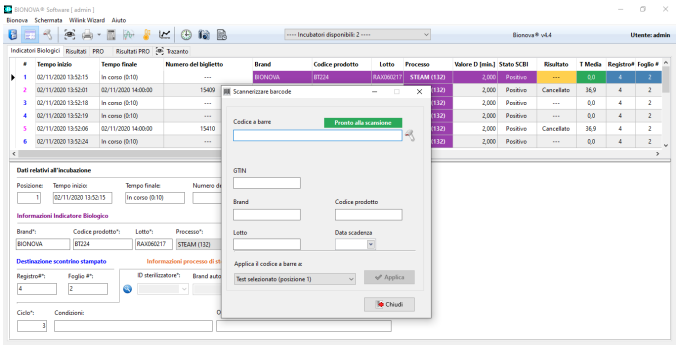 BIONOVA® Software [ admin ]
Bionova Schermata Wilink Wizard Aiuto
---- Incubatori disponibili: 2 ----
Bionova® v4.4
Utente: admin
Indicatori Biologici Risultati PRO Risultati PRO Trazanto
# Tempo inizio Tempo finale Numero del biglietto Brand Codice prodotto Lotto Processo Valore D [min.] Stato SCBI Risultato T Media Registro# Foglio #
1 02/11/2020 13:52:15 In corso (0:10) --- BIONOVA BT224 RAX060217 STEAM (132) 2,000 Positivo --- 0,0 4 2
2 02/11/2020 13:52:01 02/11/2020 14:00:00 15409 (132) 2,000 Positivo Cancellato 36,9 4 2
3 02/11/2020 13:52:18 In corso (0:10) --- (132) 2,000 Positivo --- 0,0 4 2
4 02/11/2020 13:52:19 In corso (0:10) --- (132) 2,000 Positivo --- 0,0 4 2
5 02/11/2020 13:52:06 02/11/2020 14:00:00 15410 (132) 2,000 Positivo Cancellato 36,9 4 2
6 02/11/2020 13:52:24 In corso (0:10) --- (132) 2,000 Positivo --- 0,0 4 2
Scannerizzare barcode
Codice a barre
Pronto alla scansione
GTIN
Brand Codice prodotto
Lotto Data scadenza
Applica il codice a barre a:
Test selezionato (posizione 1)
Applica
Chiudi
Dati relativi all'incubazione
Posizione: Tempo inizio: Tempo finale: Numero de
1 02/11/2020 13:52:15 In corso (0:10)
Informazioni Indicatore Biologico
Brand*: Codice prodotto*: Lotto*: Processo*:
BIONOVA BT224 RAX060217 STEAM (132)
Destinazione scontrino stampato Informazioni processo di st
Registro#*: Foglio #*: ID sterilizzatore*: Brand auto
4 2
Ciclo*: Condizioni: O
3